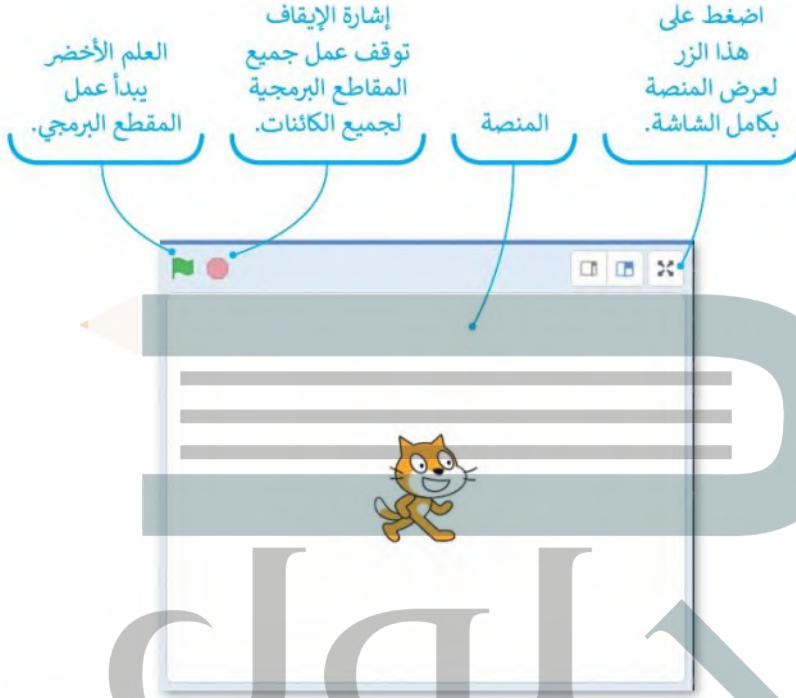 اضغط على
هذا الزر
لعرض المنصة
بكامل الشاشة.
المنصة
إشارة الإيقاف
توقف عمل جميع
المقاطع البرمجية
لجميع الكائنات.
العلم الأخضر
يبدأ عمل
المقطع البرمجي.